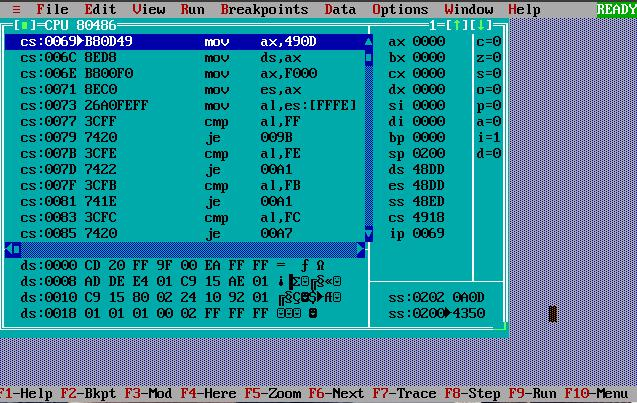 ≡ File Edit View Run Breakpoints Data Options Window Help READY
[■]=CPU 80486 1=[↑][↓]
cs:0069▶B80D49 mov ax,490D ax 0000 c=0
cs:006C 8ED8 mov ds,ax bx 0000 z=0
cs:006E B800F0 mov ax,F000 cx 0000 s=0
cs:0071 8EC0 mov es,ax dx 0000 o=0
cs:0073 26A0FEFF mov al,es:[FFFE] si 0000 p=0
cs:0077 3CFF cmp al,FF di 0000 a=0
cs:0079 7420 je 009B bp 0000 i=1
cs:007B 3CFE cmp al,FE sp 0200 d=0
cs:007D 7422 je 00A1 ds 48DD
cs:007F 3CFB cmp al,FB es 48DD
cs:0081 741E je 00A1 ss 48ED
cs:0083 3CFC cmp al,FC cs 4918
cs:0085 7420 je 00A7 ip 0069
ds:0000 CD 20 FF 9F 00 EA FF FF = ƒ Ω
ds:0008 AD DE E4 01 C9 15 AE 01 ¡▐Σ☺╔§«☺
ds:0010 C9 15 80 02 24 10 92 01 ╔§Ç☻$►Æ☺ ss:0202 0A0D
ds:0018 01 01 01 00 02 FF FF FF ☺☺☺ ☻ ss:0200▶4350
F1-Help F2-Bkpt F3-Mod F4-Here F5-Zoom F6-Next F7-Trace F8-Step F9-Run F10-Menu